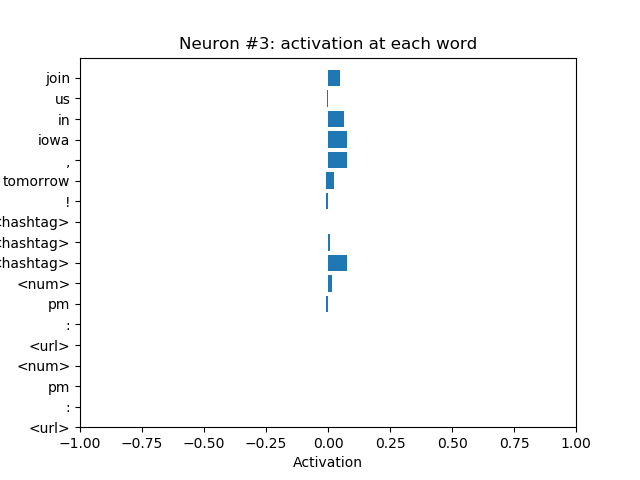 Neuron #3: activation at each word
join
us
in
iowa
,
tomorrow
!
hashtag>
hashtag>
hashtag>
<num>
pm
:
<url>
<num>
pm
:
<url>
−1.00 −0.75 −0.50 −0.25 0.00 0.25 0.50 0.75 1.00
Activation